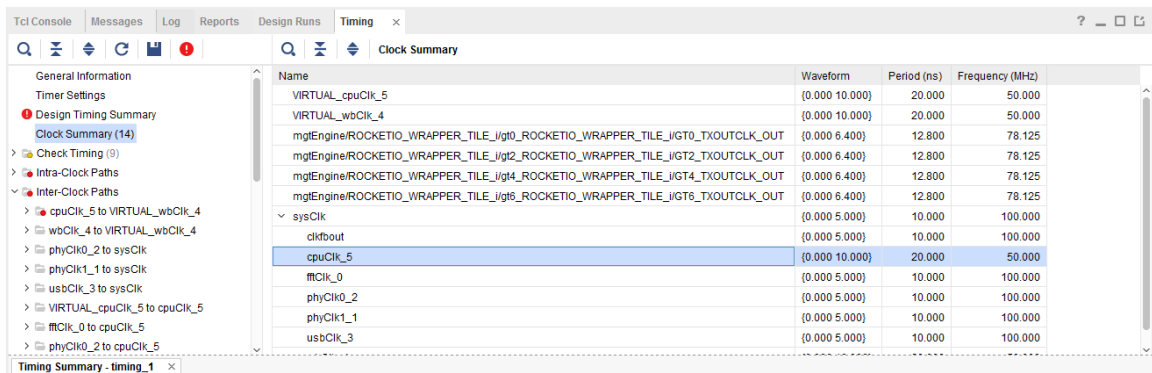 Tcl Console Messages Log Reports Design Runs Timing × ? _
Clock Summary
General Information
Timer Settings
Design Timing Summary
Clock Summary (14)
Check Timing (9)
Intra-Clock Paths
Inter-Clock Paths
cpuClk_5 to VIRTUAL_wbClk_4
wbClk_4 to VIRTUAL_wbClk_4
phyClk0_2 to sysClk
phyClk1_1 to sysClk
usbClk_3 to sysClk
VIRTUAL_cpuClk_5 to cpuClk_5
fftClk_0 to cpuClk_5
phyClk0_2 to cpuClk_5
Name Waveform Period (ns) Frequency (MHz)
VIRTUAL_cpuClk_5 {0.000 10.000} 20.000 50.000
VIRTUAL_wbClk_4 {0.000 10.000} 20.000 50.000
mgtEngine/ROCKETIO_WRAPPER_TILE_i/gt0_ROCKETIO_WRAPPER_TILE_i/GT0_TXOUTCLK_OUT {0.000 6.400} 12.800 78.125
mgtEngine/ROCKETIO_WRAPPER_TILE_i/gt2_ROCKETIO_WRAPPER_TILE_i/GT2_TXOUTCLK_OUT {0.000 6.400} 12.800 78.125
mgtEngine/ROCKETIO_WRAPPER_TILE_i/gt4_ROCKETIO_WRAPPER_TILE_i/GT4_TXOUTCLK_OUT {0.000 6.400} 12.800 78.125
mgtEngine/ROCKETIO_WRAPPER_TILE_i/gt6_ROCKETIO_WRAPPER_TILE_i/GT6_TXOUTCLK_OUT {0.000 6.400} 12.800 78.125
sysClk {0.000 5.000} 10.000 100.000
clkfbout {0.000 5.000} 10.000 100.000
cpuClk_5 {0.000 10.000} 20.000 50.000
fftClk_0 {0.000 5.000} 10.000 100.000
phyClk0_2 {0.000 5.000} 10.000 100.000
phyClk1_1 {0.000 5.000} 10.000 100.000
usbClk_3 {0.000 5.000} 10.000 100.000
Timing Summary - timing_1 ×